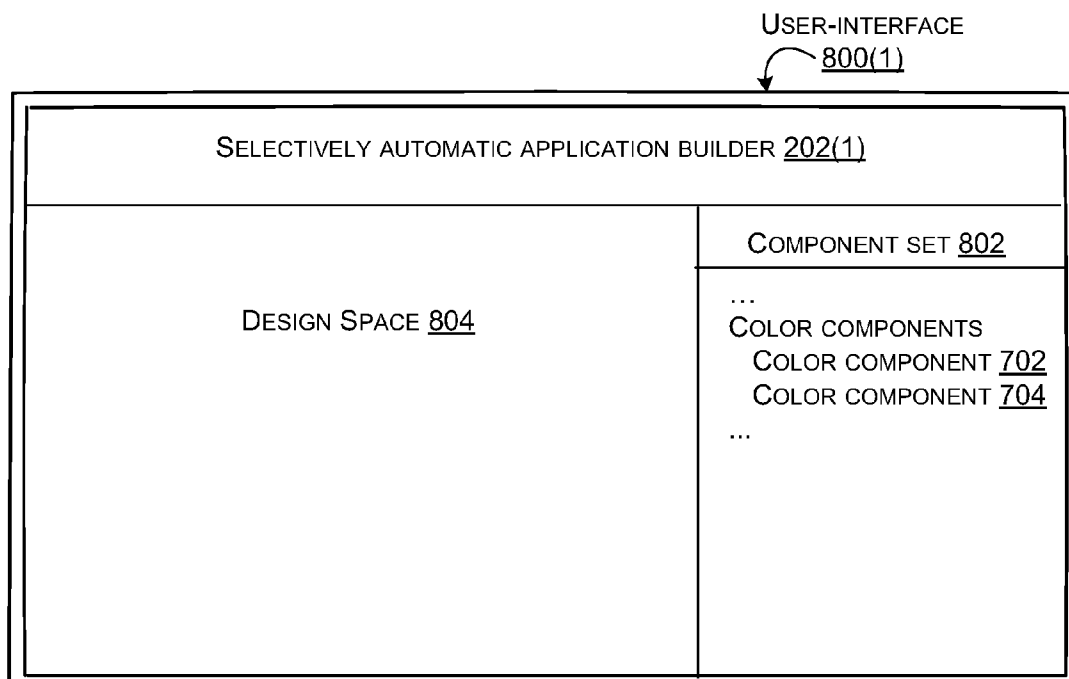 USER-INTERFACE
800(1)
SELECTIVELY AUTOMATIC APPLICATION BUILDER 202(1)
COMPONENT SET 802
DESIGN SPACE 804
...
COLOR COMPONENTS
COLOR COMPONENT 702
COLOR COMPONENT 704
...